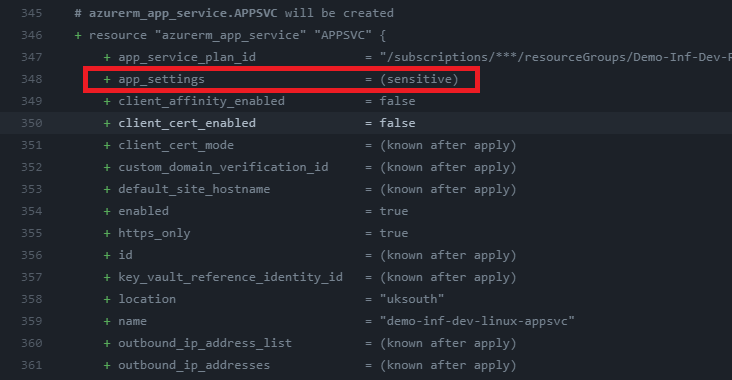 345 # azurerm_app_service.APPSVC will be created
346 + resource "azurerm_app_service" "APPSVC" {
347 + app_service_plan_id = "/subscriptions/***/resourceGroups/Demo-Inf-Dev-R
348 + app_settings = (sensitive)
349 + client_affinity_enabled = false
350 + client_cert_enabled = false
351 + client_cert_mode = (known after apply)
352 + custom_domain_verification_id = (known after apply)
353 + default_site_hostname = (known after apply)
354 + enabled = true
355 + https_only = true
356 + id = (known after apply)
357 + key_vault_reference_identity_id = (known after apply)
358 + location = "uksouth"
359 + name = "demo-inf-dev-linux-appsvc"
360 + outbound_ip_address_list = (known after apply)
361 + outbound_ip_addresses = (known after apply)